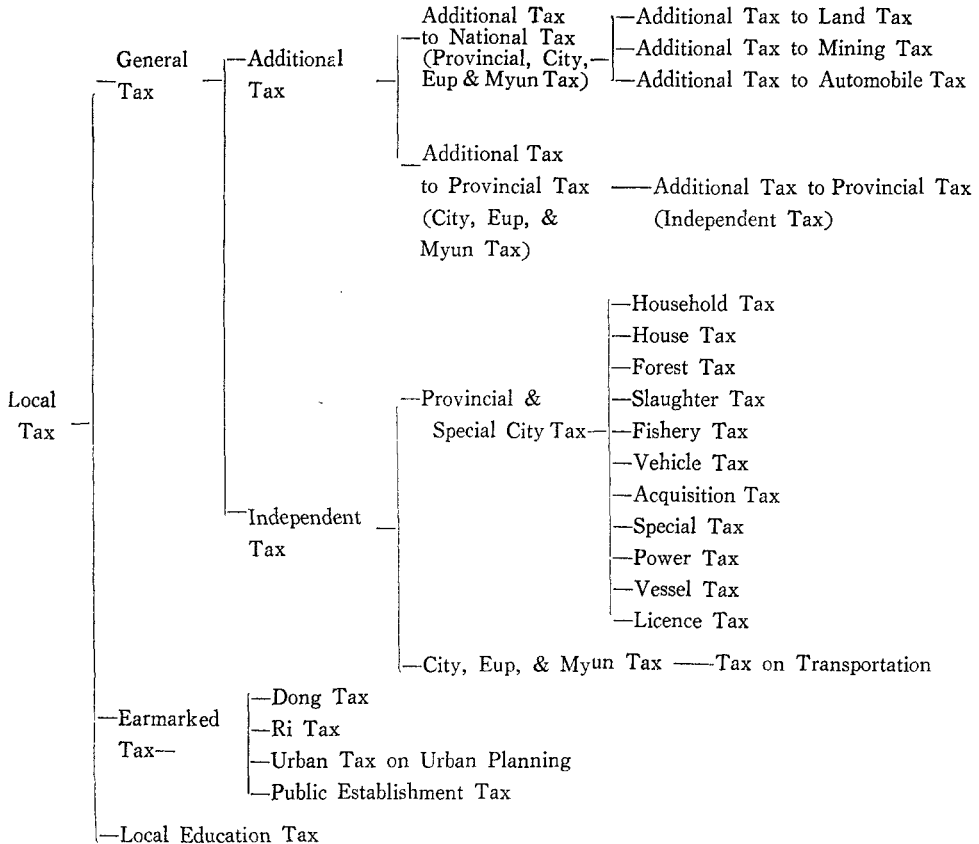 Local
Tax
General
Tax
Additional
Tax
Additional Tax
to National Tax
(Provincial, City,
Eup & Myun Tax)
Additional Tax to Land Tax
Additional Tax to Mining Tax
Additional Tax to Automobile Tax
Additional Tax
to Provincial Tax
(City, Eup, &
Myun Tax)
Additional Tax to Provincial Tax
(Independent Tax)
Independent
Tax
Provincial &
Special City Tax
Household Tax
House Tax
Forest Tax
Slaughter Tax
Fishery Tax
Vehicle Tax
Acquisition Tax
Special Tax
Power Tax
Vessel Tax
Licence Tax
City, Eup, & Myun Tax
Tax on Transportation
Earmarked
Tax
Dong Tax
Ri Tax
Urban Tax on Urban Planning
Public Establishment Tax
Local Education Tax